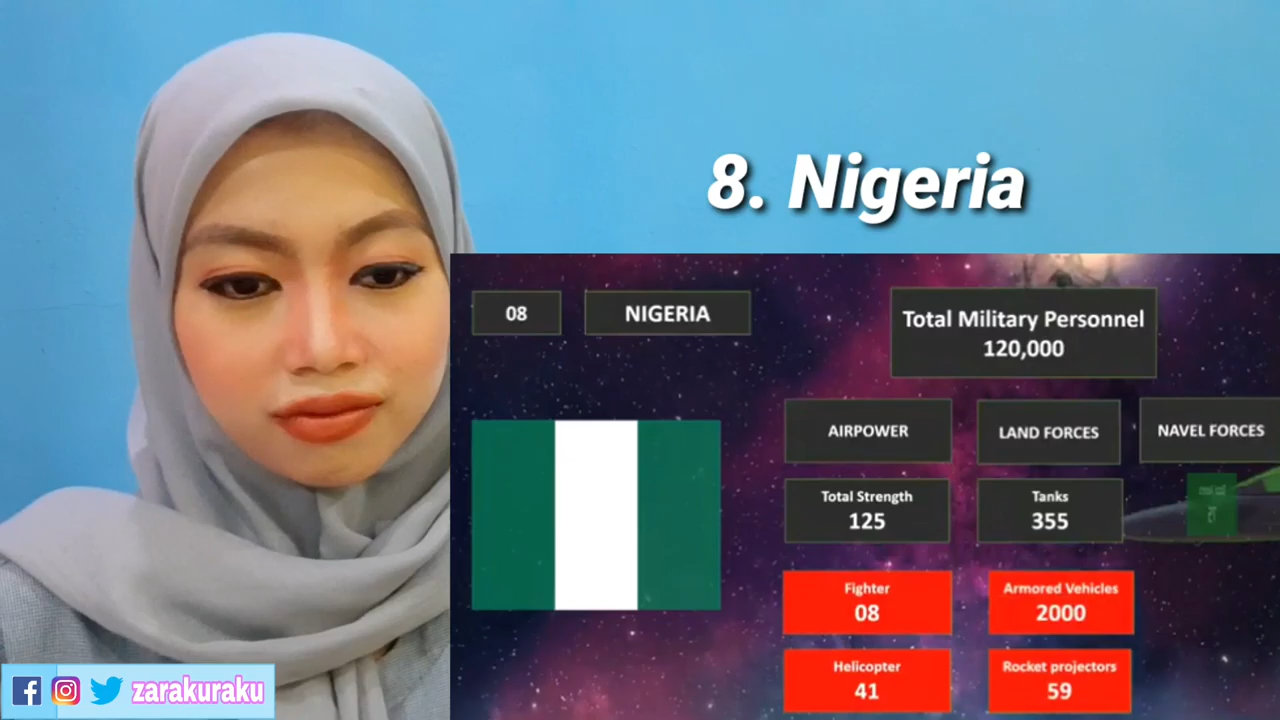 8. Nigeria
08
NIGERIA
Total Military Personnel
120,000
AIRPOWER
LAND FORCES
NAVEL FORCES
Total Strength
125
Tanks
355
Fighter
08
Armored Vehicles
2000
Helicopter
41
Rocket projectors
59
zarakuraku